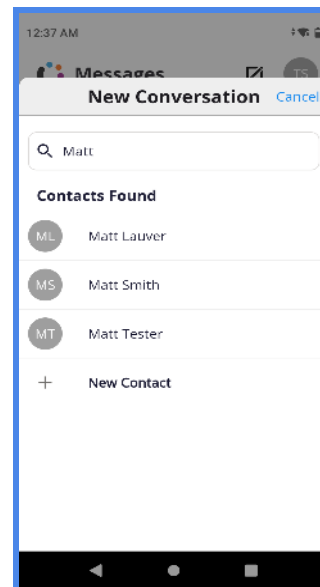 12:37 AM
Messages
TS
New Conversation
Cancel
Matt
Contacts Found
ML Matt Lauver
MS Matt Smith
MT Matt Tester
+ New Contact